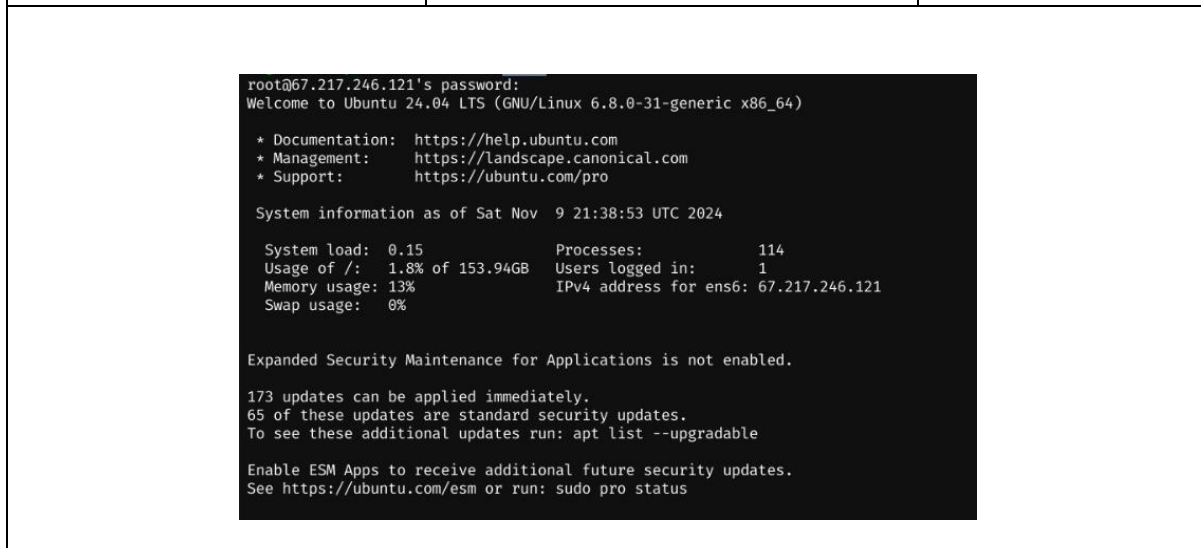 root@67.217.246.121's password:
Welcome to Ubuntu 24.04 LTS (GNU/Linux 6.8.0-31-generic x86_64)
* Documentation: https://help.ubuntu.com
* Management: https://landscape.canonical.com
* Support: https://ubuntu.com/pro
System information as of Sat Nov 9 21:38:53 UTC 2024
System load: 0.15 Processes: 114
Usage of /: 1.8% of 153.94GB Users logged in: 1
Memory usage: 13% IPv4 address for ens6: 67.217.246.121
Swap usage: 0%
Expanded Security Maintenance for Applications is not enabled.
173 updates can be applied immediately.
65 of these updates are standard security updates.
To see these additional updates run: apt list --upgradable
Enable ESM Apps to receive additional future security updates.
See https://ubuntu.com/esm or run: sudo pro status